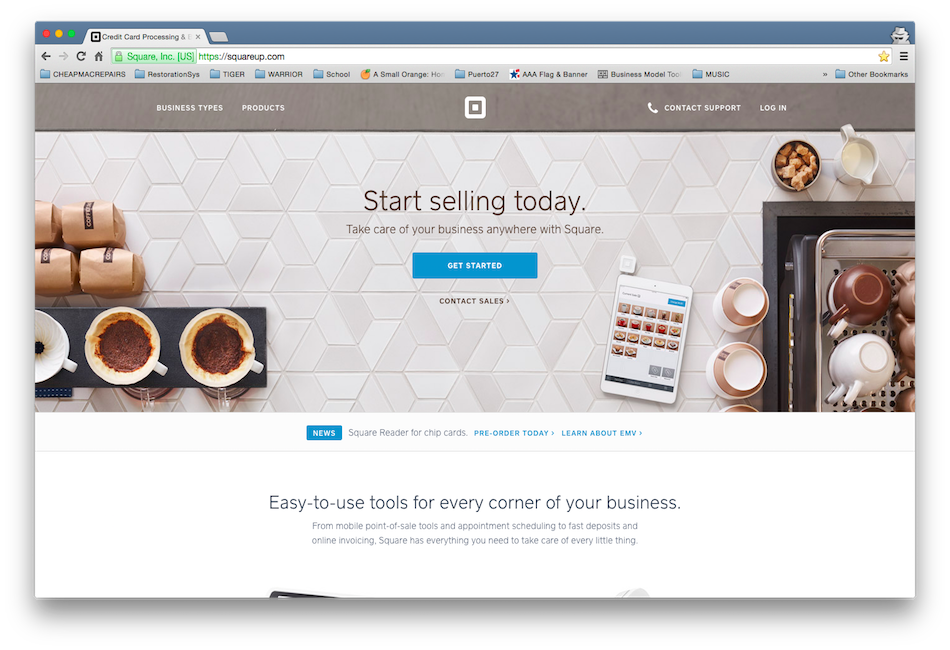 Credit Card Processing & B
Square, Inc. [US] https://squareup.com
CHEAPMACREPAIRS RestorationSys TIGER WARRIOR School A Small Orange: Ho Puerto27 AAA Flag & Banner Business Model Too MUSIC » Other Bookmarks
BUSINESS TYPES PRODUCTS CONTACT SUPPORT LOG IN
Start selling today.
Take care of your business anywhere with Square.
GET STARTED
CONTACT SALES ›
COFFEE
NEWS Square Reader for chip cards. PRE-ORDER TODAY › LEARN ABOUT EMV ›
Easy-to-use tools for every corner of your business.
From mobile point-of-sale tools and appointment scheduling to fast deposits and
online invoicing, Square has everything you need to take care of every little thing.